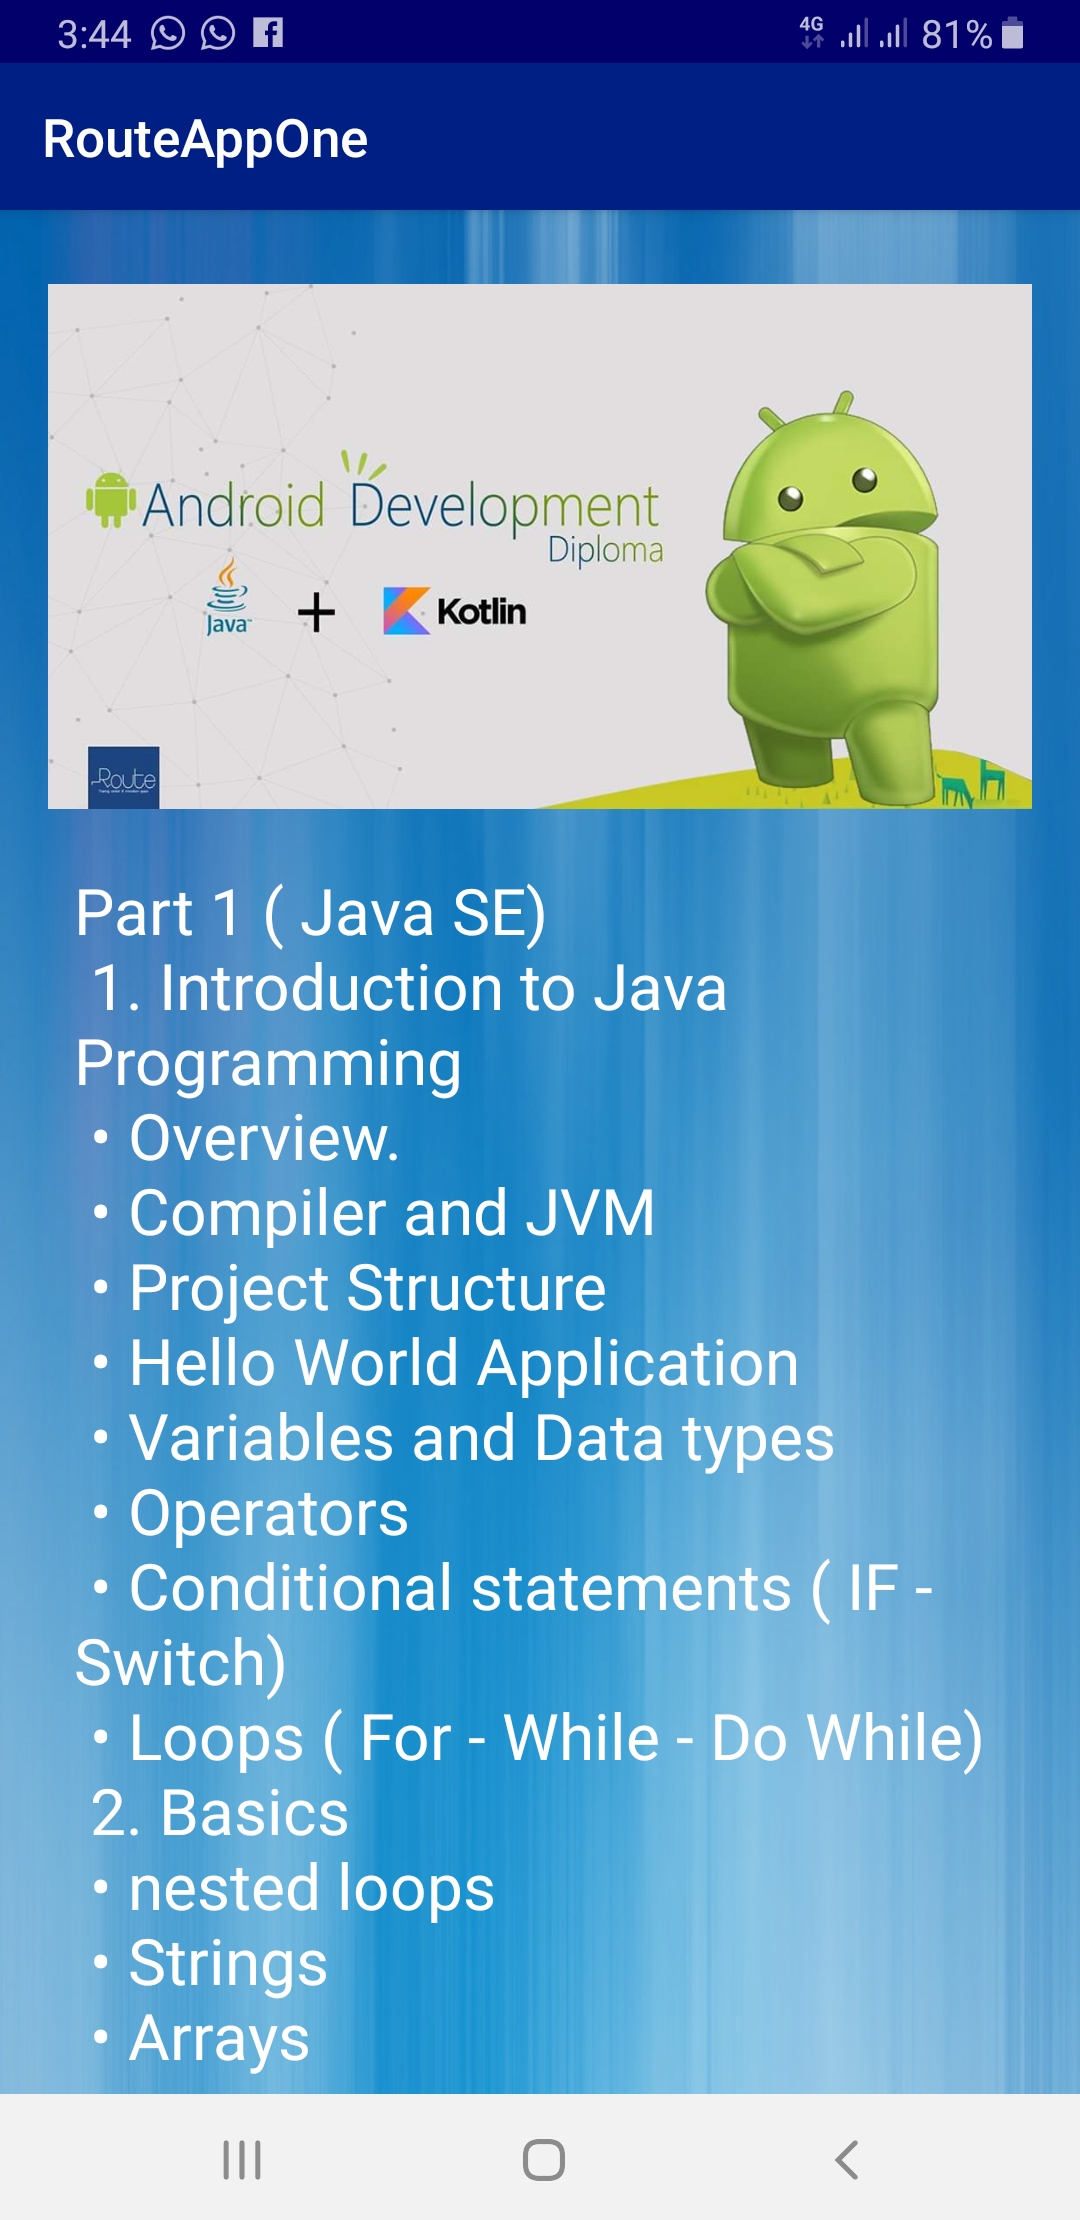 3:44 4G 81%
RouteAppOne
Android Development
Diploma
Java + Kotlin
Route
Part 1 ( Java SE)
1. Introduction to Java
Programming
• Overview.
• Compiler and JVM
• Project Structure
• Hello World Application
• Variables and Data types
• Operators
• Conditional statements ( IF -
Switch)
• Loops ( For - While - Do While)
2. Basics
• nested loops
• Strings
• Arrays